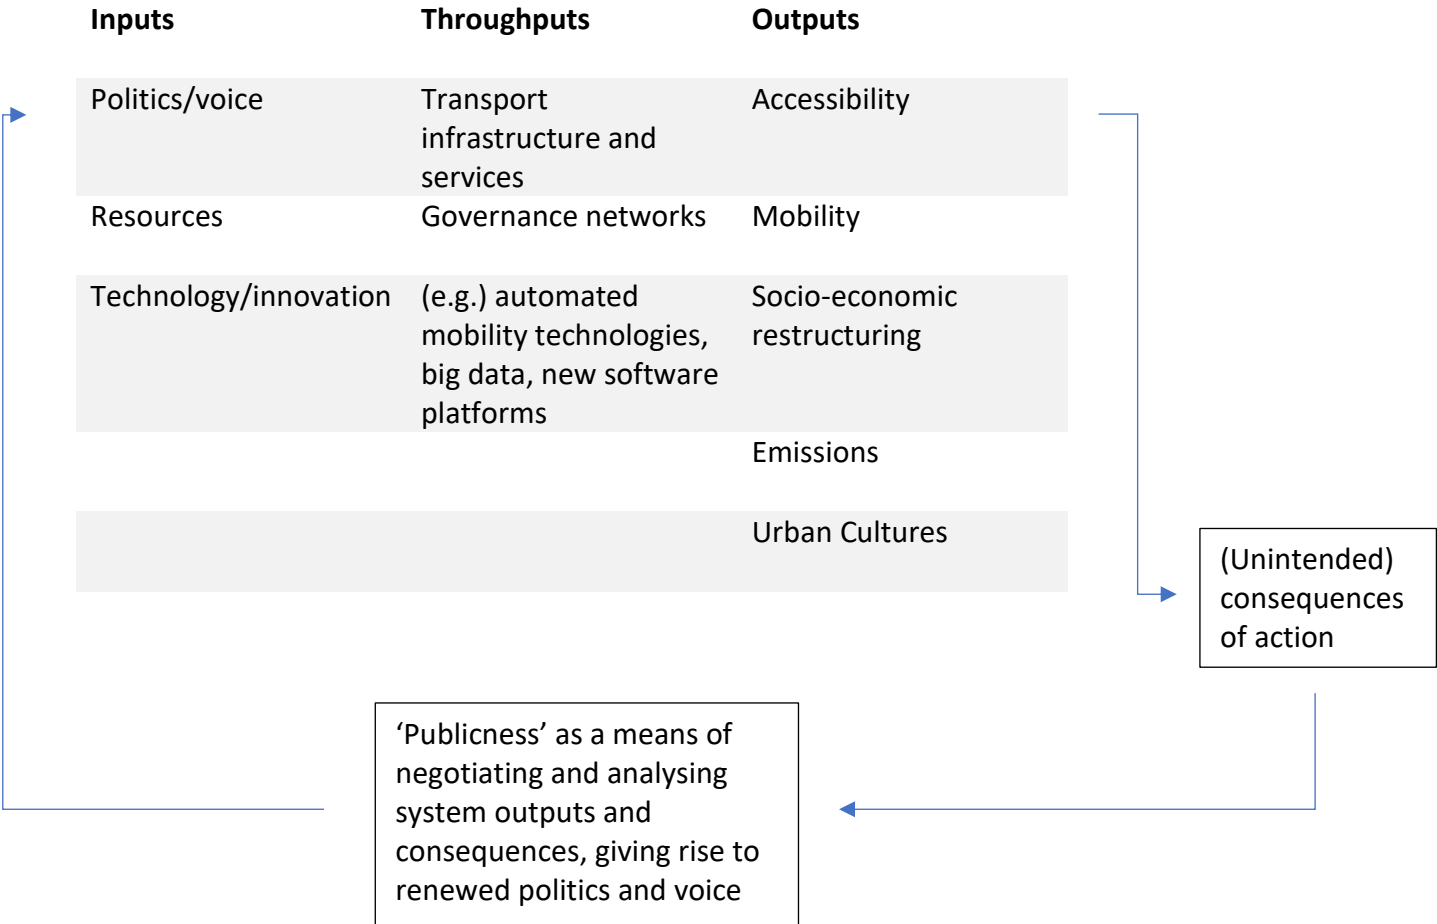 Inputs Throughputs Outputs
Politics/voice Transport Accessibility
infrastructure and
services
Resources Governance networks Mobility
Technology/innovation (e.g.) automated Socio-economic
mobility technologies, restructuring
big data, new software
platforms
Emissions
Urban Cultures
(Unintended)
consequences
of action
‘Publicness’ as a means of
negotiating and analysing
system outputs and
consequences, giving rise to
renewed politics and voice